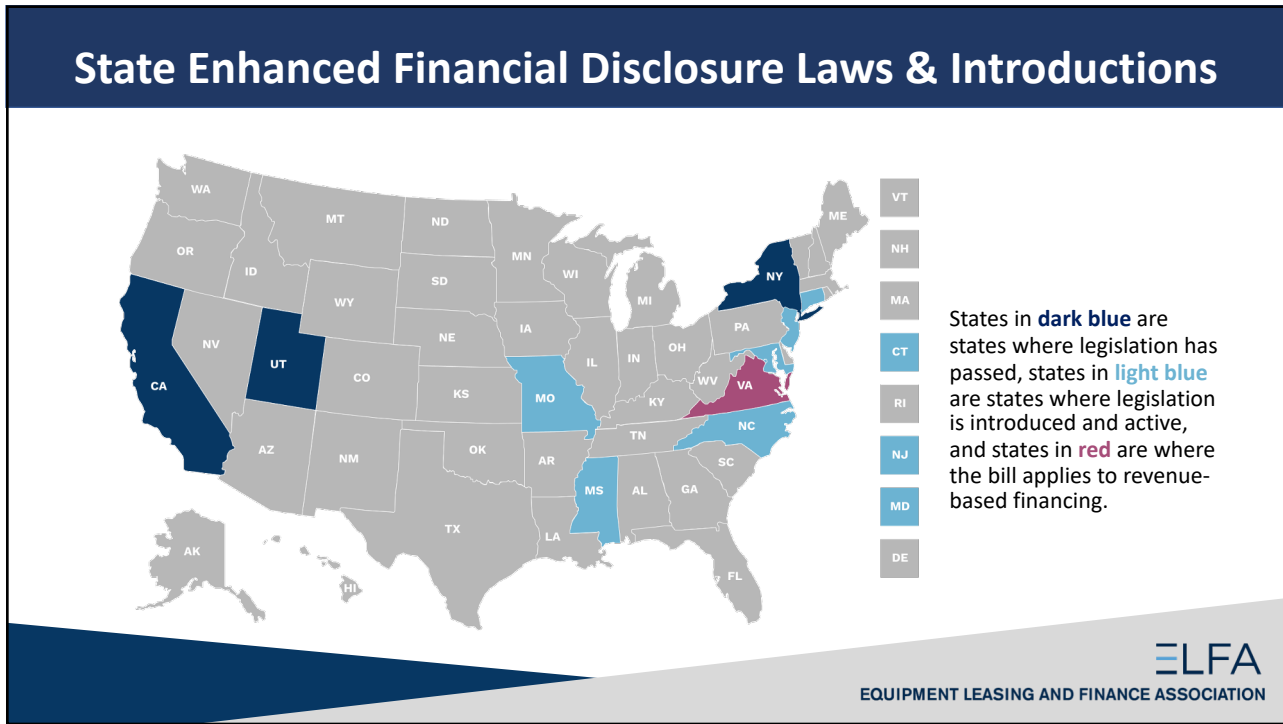 State Enhanced Financial Disclosure Laws & Introductions
WA
OR
CA
NV
ID
MT
WY
UT
AZ
CO
NM
ND
SD
NE
KS
OK
TX
MN
IA
MO
AR
LA
WI
IL
MI
IN
OH
KY
TN
MS
AL
GA
FL
SC
NC
VA
WV
PA
NY
ME
AK
HI
VT
NH
MA
CT
RI
NJ
MD
DE
States in dark blue are
states where legislation has
passed, states in light blue
are states where legislation
is introduced and active,
and states in red are where
the bill applies to revenue-
based financing.
ELFA
EQUIPMENT LEASING AND FINANCE ASSOCIATION